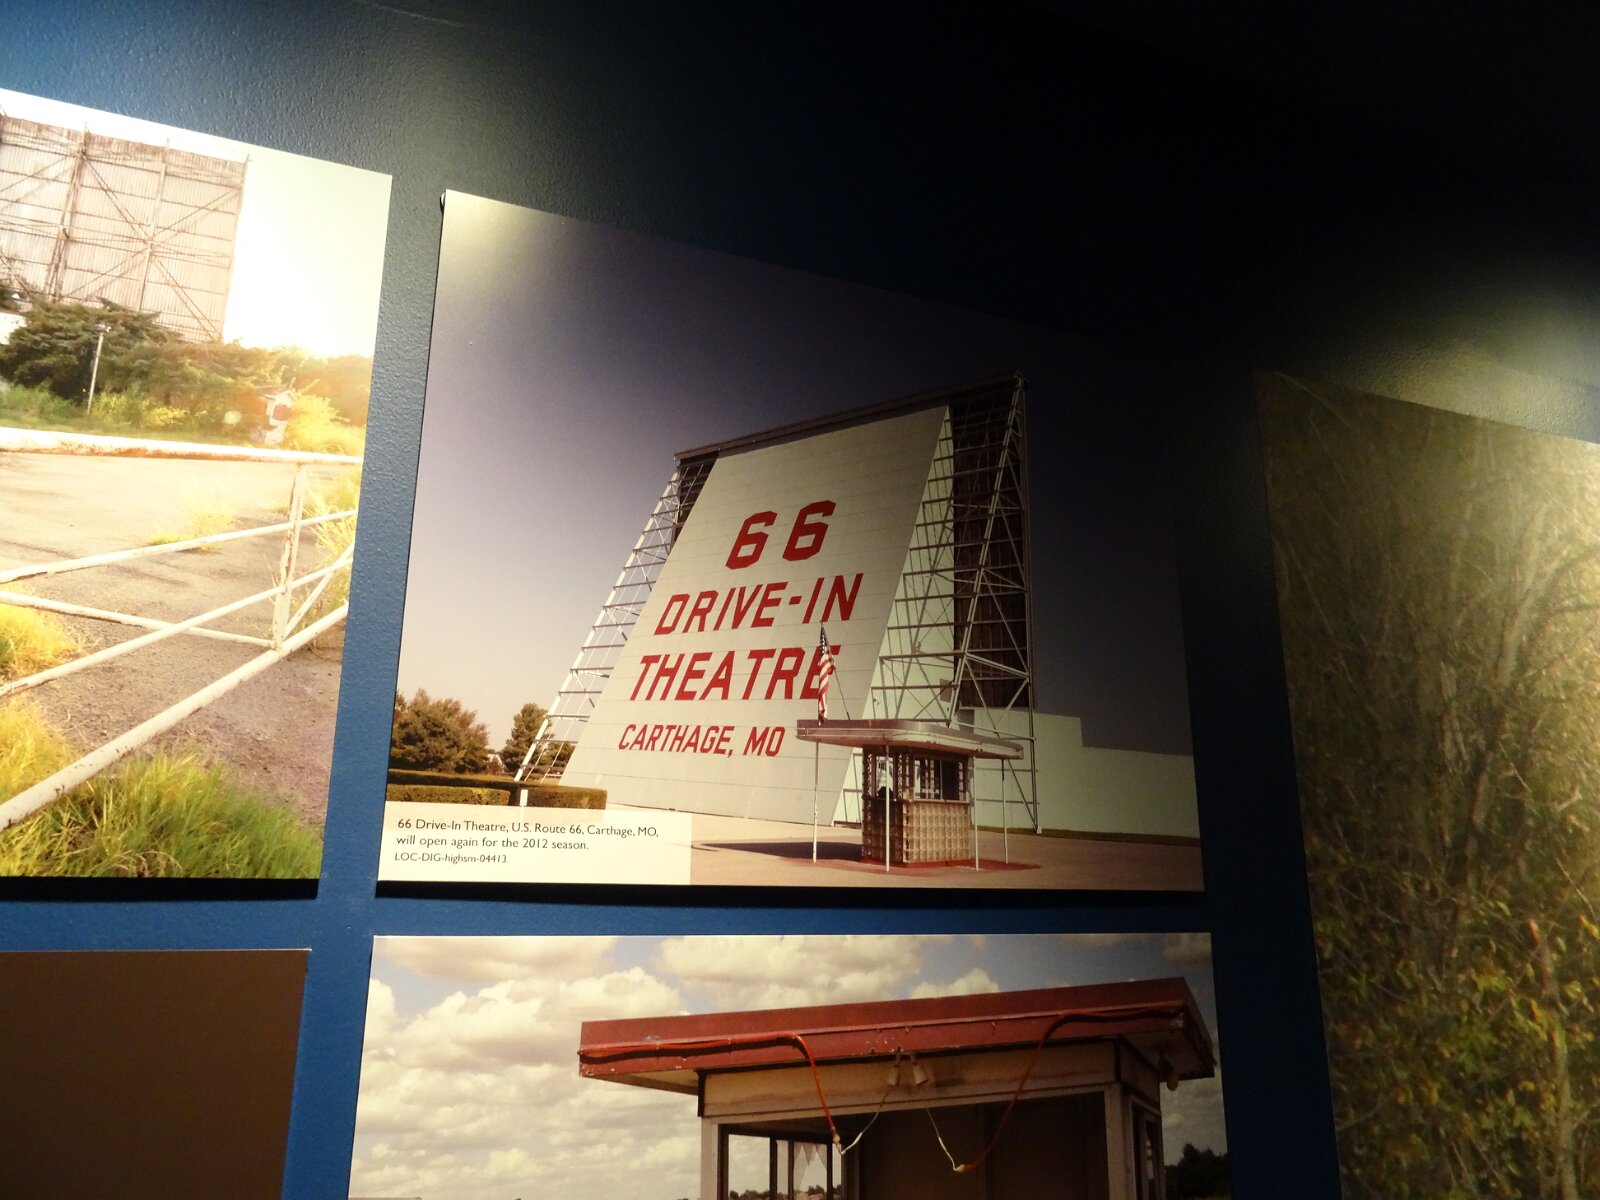 66
DRIVE-IN
THEATRE
CARTHAGE, MO
66 Drive-In Theatre, U.S. Route 66, Carthage, MO,
will open again for the 2012 season.
LOC-DIG-highsm-04413